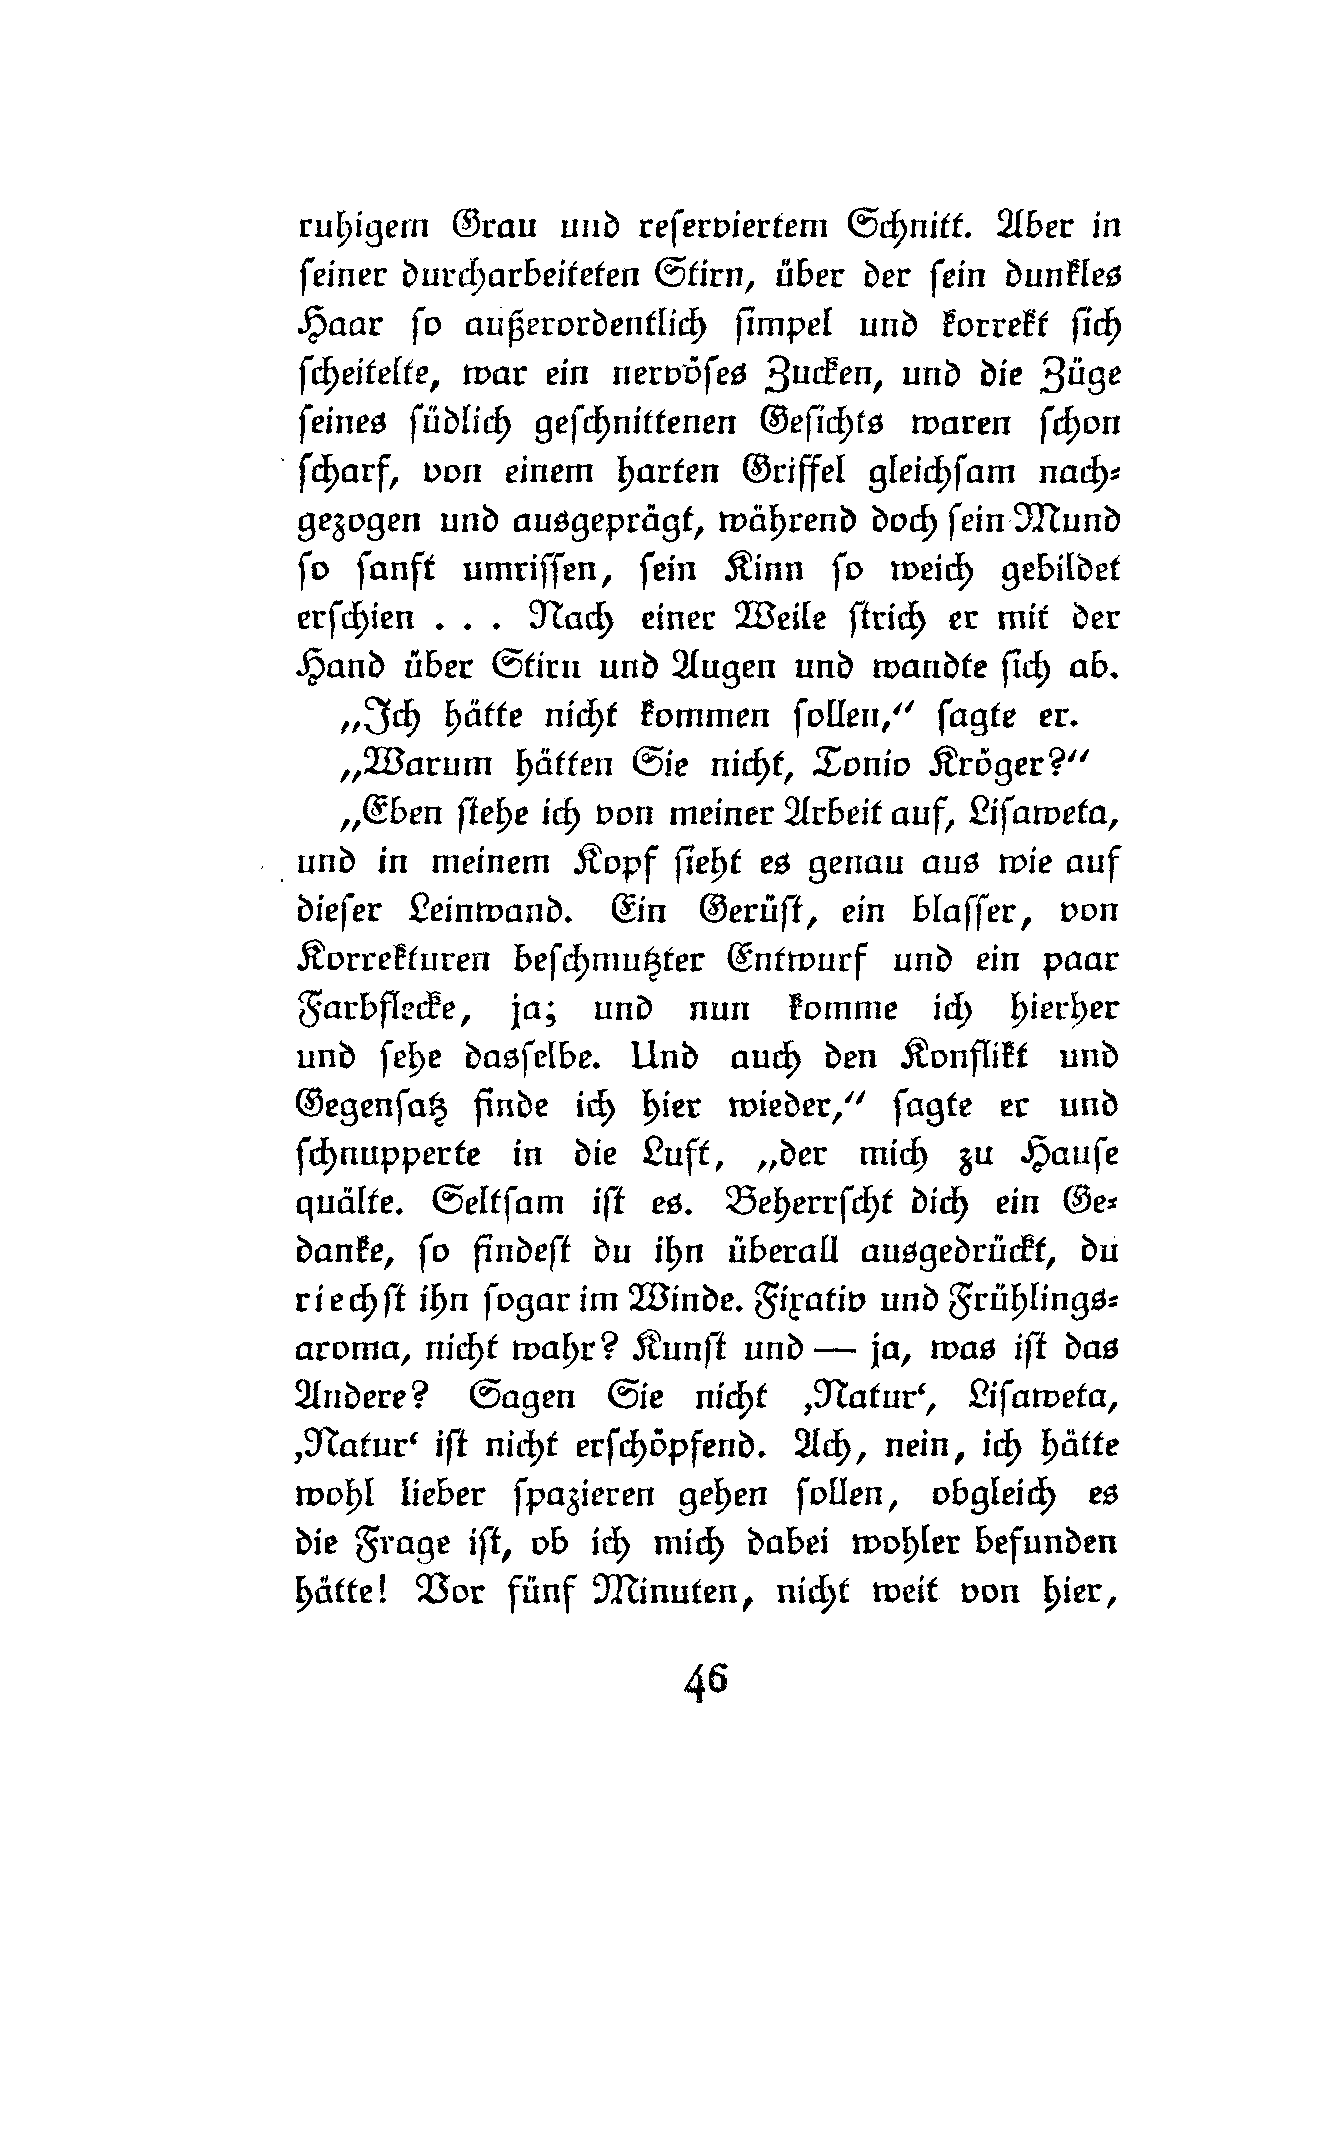 ruhigem Grau und reserviertem Schnitt. Aber in
seiner durcharbeiteten Stirn, über der sein dunkles
Haar so außerordentlich simpel und korrekt sich
scheitelte, war ein nervöses Zucken, und die Züge
seines südlich geschnittenen Gesichts waren schon
scharf, von einem harten Griffel gleichsam nach-
gezogen und ausgeprägt, während doch sein Mund
so sanft umrissen, sein Kinn so weich gebildet
erschien . . . Nach einer Weile strich er mit der
Hand über Stirn und Augen und wandte sich ab.
„Ich hätte nicht kommen sollen,“ sagte er.
„Warum hätten Sie nicht, Tonio Kröger?“
„Eben stehe ich von meiner Arbeit auf, Lisaweta,
und in meinem Kopf sieht es genau aus wie auf
dieser Leinwand. Ein Gerüst, ein blasser, von
Korrekturen beschmutzter Entwurf und ein paar
Farbflecke, ja; und nun komme ich hierher
und sehe dasselbe. Und auch den Konflikt und
Gegensatz finde ich hier wieder,“ sagte er und
schnupperte in die Luft, „der mich zu Hause
quälte. Seltsam ist es. Beherrscht dich ein Ge-
danke, so findest du ihn überall ausgedrückt, du
riechst ihn sogar im Winde. Fixativ und Frühlings-
aroma, nicht wahr? Kunst und — ja, was ist das
Andere? Sagen Sie nicht ‚Natur‘, Lisaweta,
‚Natur‘ ist nicht erschöpfend. Ach, nein, ich hätte
wohl lieber spazieren gehen sollen, obgleich es
die Frage ist, ob ich mich dabei wohler befunden
hätte! Vor fünf Minuten, nicht weit von hier,
46